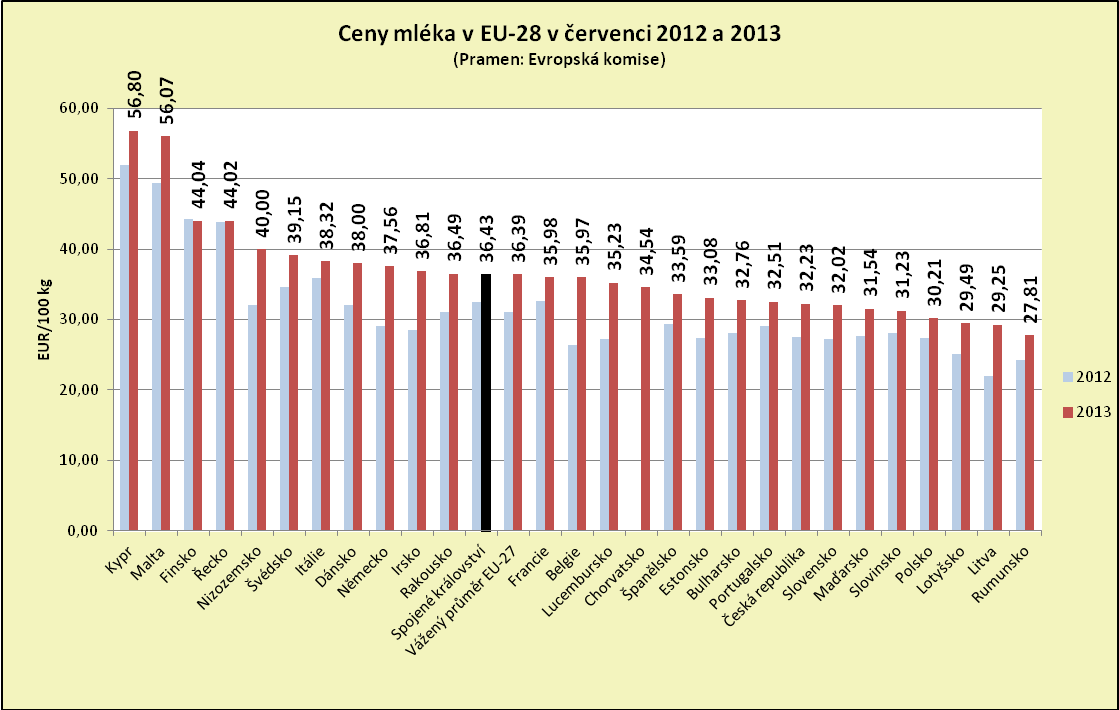 Ceny mléka v EU-28 v červenci 2012 a 2013
(Pramen: Evropská komise)
EUR/100 kg
60,00
50,00
40,00
30,00
20,00
10,00
0,00
56,80
56,07
44,04
44,02
40,00
39,15
38,32
38,00
37,56
36,81
36,49
36,43
36,39
35,98
35,97
35,23
34,54
33,59
33,08
32,76
32,51
32,23
32,02
31,54
31,23
30,21
29,49
29,25
27,81
Kypr
Malta
Finsko
Řecko
Nizozemsko
Švédsko
Itálie
Dánsko
Německo
Irsko
Rakousko
Spojené království
Vážený průměr EU-27
Francie
Belgie
Lucembursko
Chorvatsko
Španělsko
Estonsko
Bulharsko
Portugalsko
Česká republika
Slovensko
Maďarsko
Slovinsko
Polsko
Lotyšsko
Litva
Rumunsko
2012
2013